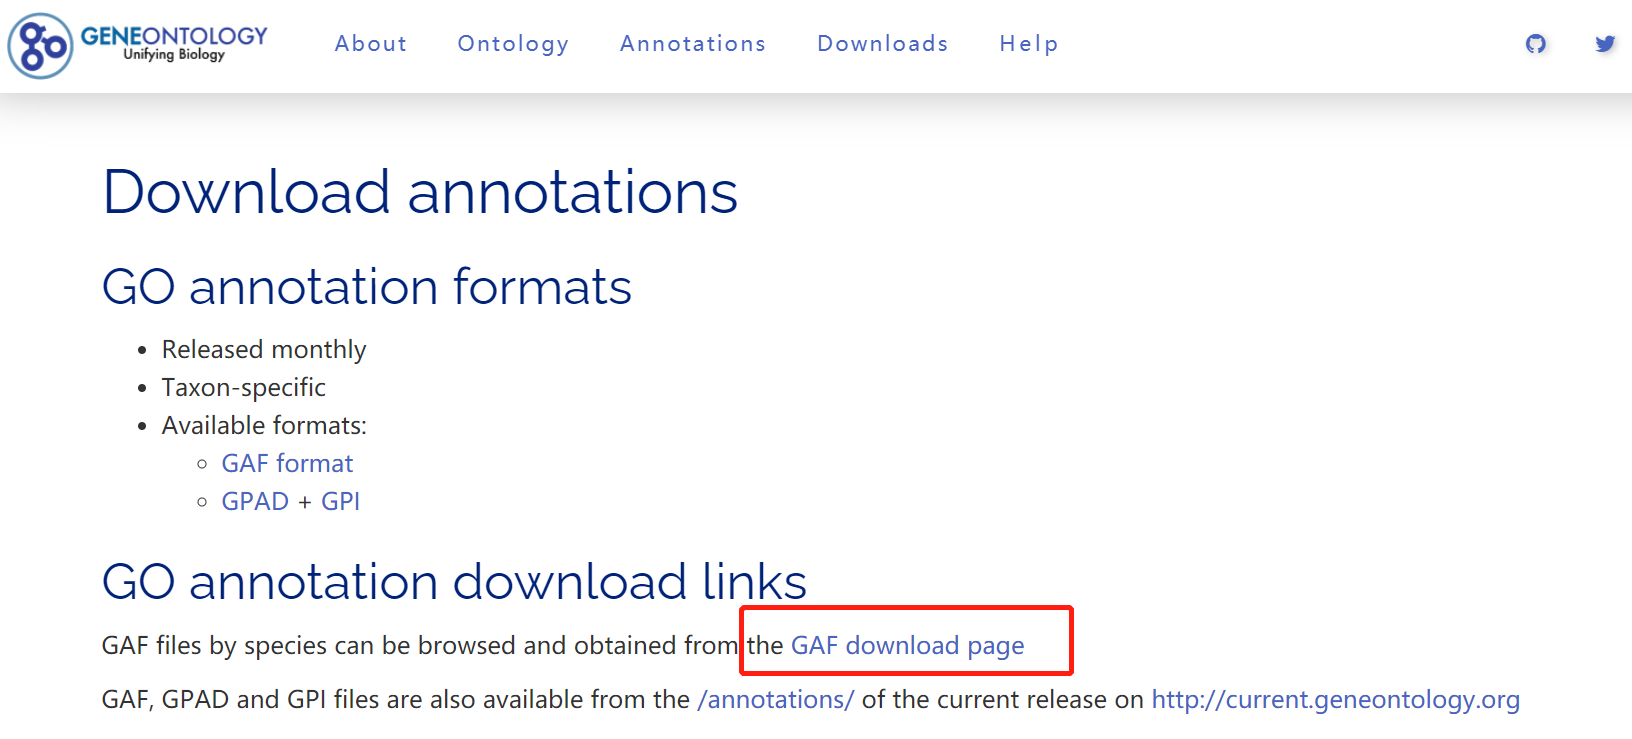 GENEONTOLOGY
Unifying Biology
About
Ontology
Annotations
Downloads
Help
Download annotations
GO annotation formats
Released monthly
Taxon-specific
Available formats:
GAF format
GPAD + GPI
GO annotation download links
GAF files by species can be browsed and obtained from the GAF download page
GAF, GPAD and GPI files are also available from the /annotations/ of the current release on http://current.geneontology.org